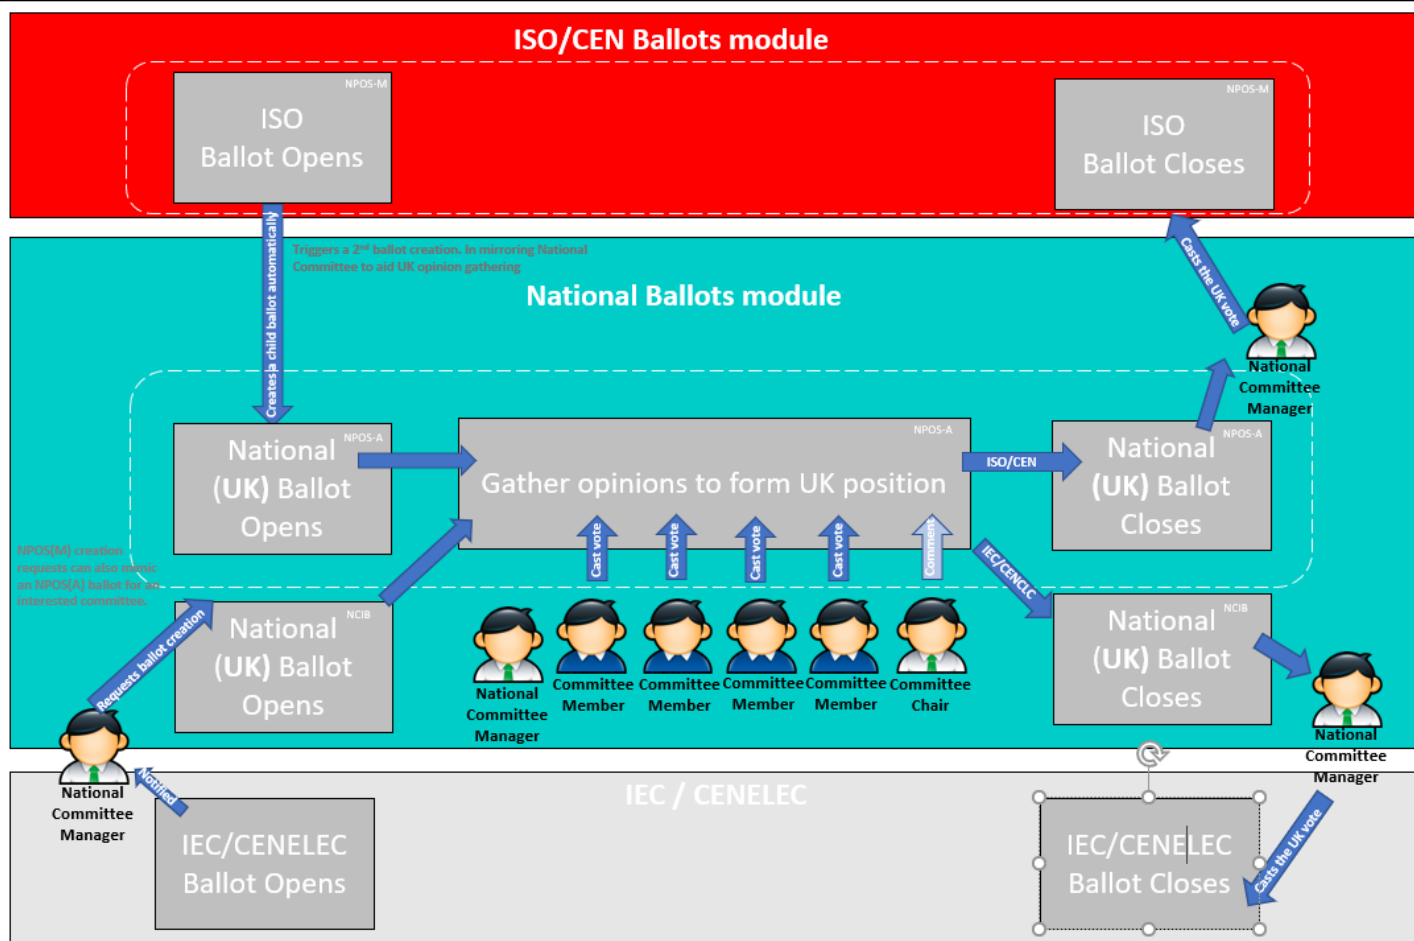 ISO/CEN Ballots module
NPOS-M
ISO
Ballot Opens
NPOS-M
ISO
Ballot Closes
Creates a child ballot automatically
Triggers a 2nd ballot creation. In mirroring National
Committee to aid UK opinion gathering
Casts the UK vote
National Ballots module
National
Committee
Manager
NPOS-A
National
(UK) Ballot
Opens
NPOS-A
Gather opinions to form UK position
ISO/CEN
NPOS-A
National
(UK) Ballot
Closes
Cast vote
Cast vote
Cast vote
Cast vote
Comment
IEC/CENCLC
NPOS(M) creation
requests can also mimic
an NPOS(A) ballot for an
interested committee.
Requests ballot creation
NCIB
National
(UK) Ballot
Opens
National
Committee
Manager
Committee
Member
Committee
Member
Committee
Member
Committee
Member
Committee
Chair
NCIB
National
(UK) Ballot
Closes
National
Committee
Manager
National
Committee
Manager
Notified
IEC / CENELEC
IEC/CENELEC
Ballot Opens
IEC/CENELEC
Ballot Closes
Casts the UK vote